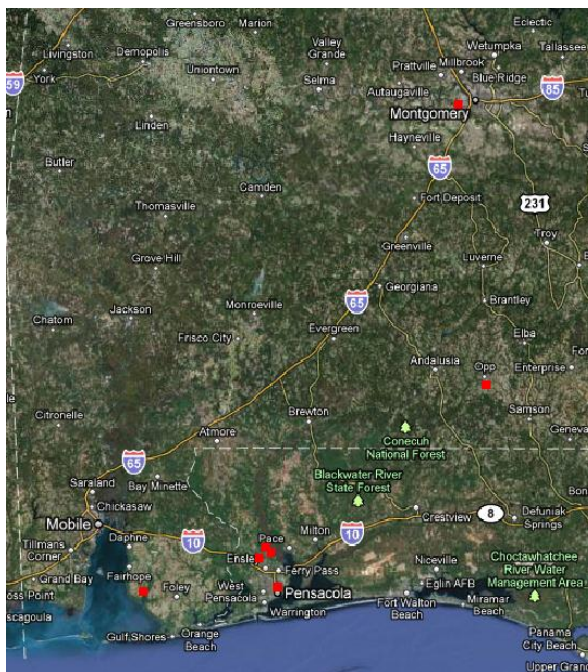 Greensboro
Marion
Eclectic
Livingston
Demopolis
Valley
Grande
Wetumpka
Tallassee
59
York
Uniontown
Selma
Prattville
Millbrook
Blue Ridge
Autaugaville
85
Linden
Montgomery
Hayneville
Butler
65
Camden
Fort Deposit
231
Thomasville
Troy
Greenville
Grove Hill
Luverne
Georgiana
Jackson
Monroeville
65
Brantley
Chatom
Frisco City
Evergreen
Elba
Andalusia
Opp
Enterprise
Citronelle
Brewton
Samson
Atmore
Conecuh
National Forest
Geneva
65
Saraland
Bay Minette
Blackwater River
State Forest
Chickasaw
Mobile
Crestview
8
Defuniak
Springs
Tillmans
Corner
Daphne
10
Pace
Milton
10
Ensley
Ferry Pass
Niceville
Choctawhatchee
River Water
Management Area
Grand Bay
Fairhope
Foley
West
Pensacola
Pensacola
Eglin AFB
oss Point
scagoula
Warrington
Fort Walton
Beach
Miramar
Beach
Gulf Shores
Orange
Beach
Panama
City Beach
Upper Gran